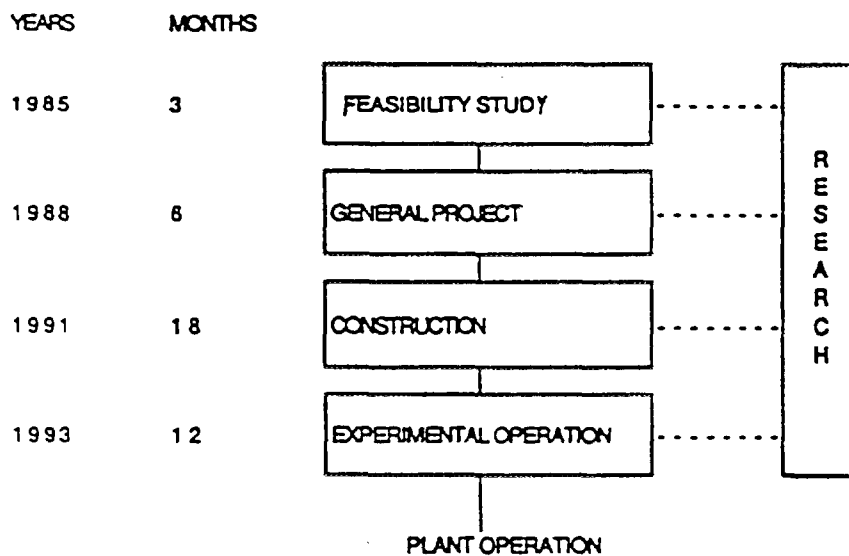 YEARS MONTHS
1985 3 FEASIBILITY STUDY
1988 6 GENERAL PROJECT
1991 18 CONSTRUCTION
1993 12 EXPERIMENTAL OPERATION
PLANT OPERATION
RESEARCH